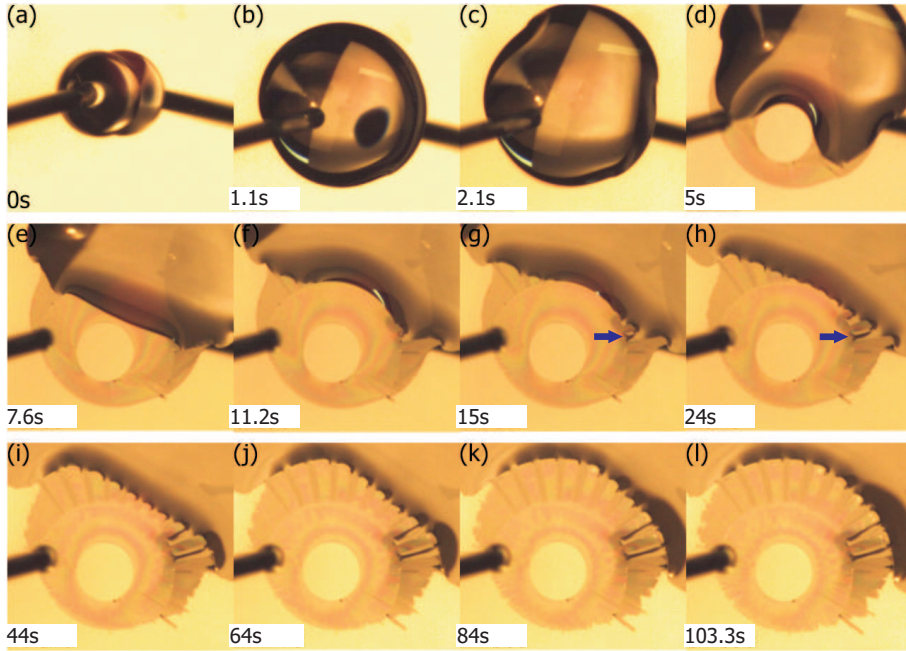 (a)
(b)
(c)
(d)
0s
1.1s
2.1s
5s
(e)
(f)
(g)
(h)
7.6s
11.2s
15s
24s
(i)
(j)
(k)
(l)
44s
64s
84s
103.3s